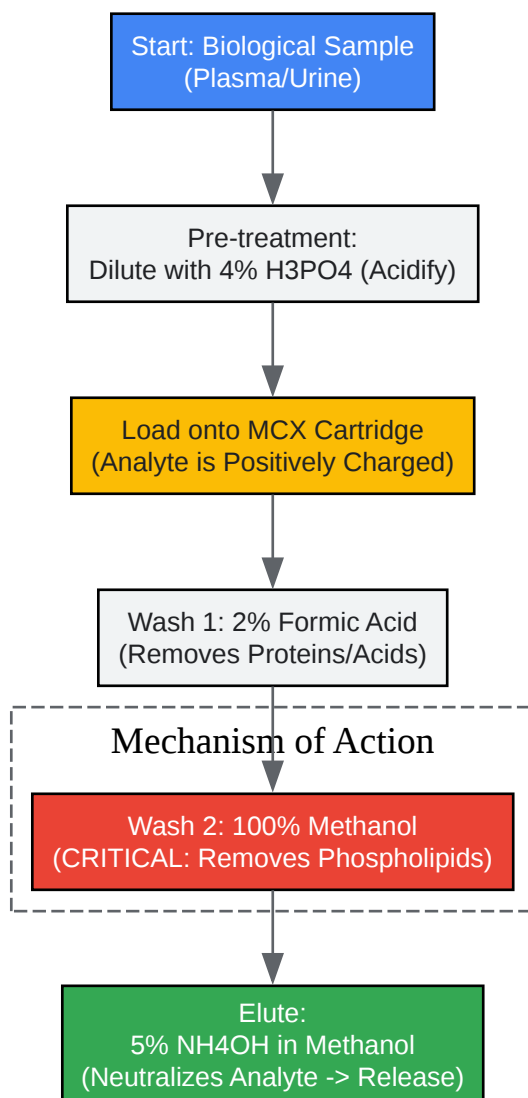 Start: Biological Sample
(Plasma/Urine)
Pre-treatment:
Dilute with 4% H3PO4 (Acidify)
Load onto MCX Cartridge
(Analyte is Positively Charged)
Wash 1: 2% Formic Acid
(Removes Proteins/Acids)
Mechanism of Action
Wash 2: 100% Methanol
(CRITICAL: Removes Phospholipids)
Elute:
5% NH4OH in Methanol
(Neutralizes Analyte -> Release)